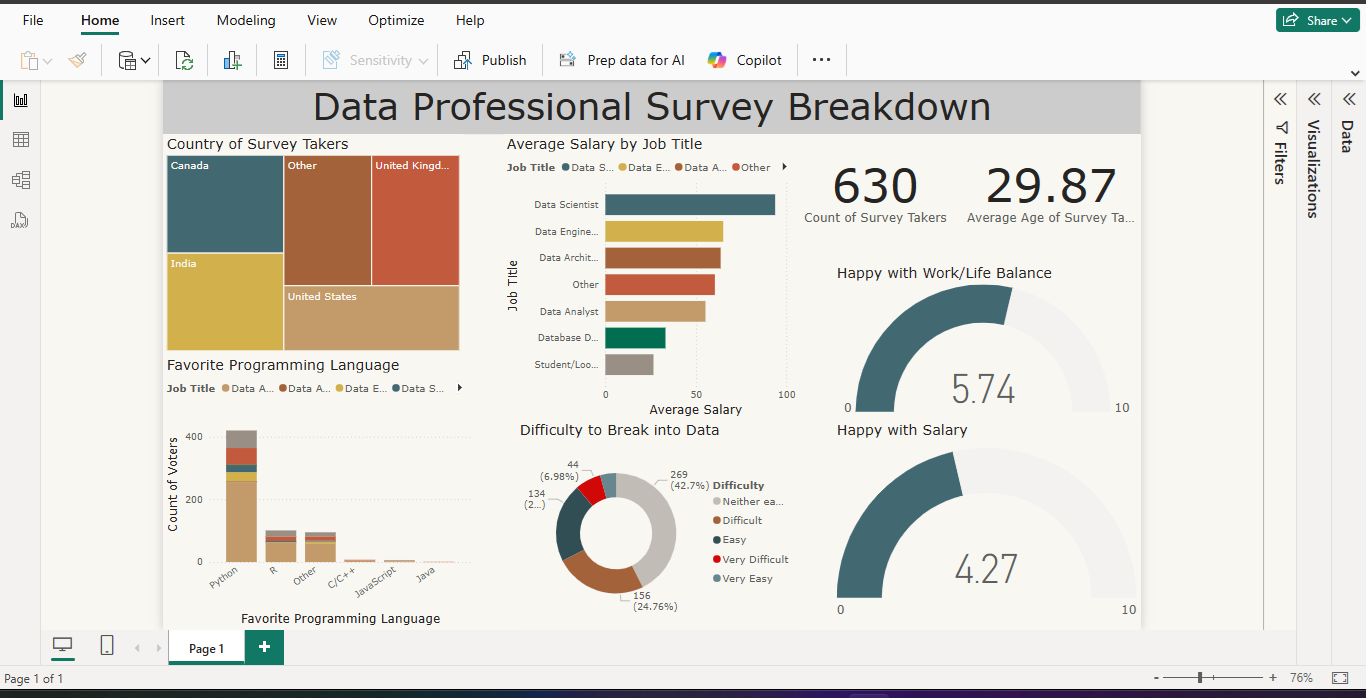 File Home Insert Modeling View Optimize Help Share
Sensitivity Publish Prep data for AI Copilot
Data Professional Survey Breakdown
Country of Survey Takers
Canada
Other
United Kingd...
India
United States
Average Salary by Job Title
Job Title Data S... Data E... Data A... Other
Job Title
Data Scientist
Data Engine...
Data Archit...
Other
Data Analyst
Database D...
Student/Loo...
0 50 100
Average Salary
630
Count of Survey Takers
29.87
Average Age of Survey Ta...
Happy with Work/Life Balance
5.74
0 10
Favorite Programming Language
Job Title Data A... Data A... Data E... Data S...
Count of Voters
400
200
0
Python R Other C/C++ JavaScript Java
Favorite Programming Language
Difficulty to Break into Data
44
(6.98%)
134
(2...)
269
(42.7%)
156
(24.76%)
Difficulty
Neither ea...
Difficult
Easy
Very Difficult
Very Easy
Happy with Salary
4.27
0 10
Filters
Visualizations
Data
DAX
Page 1
Page 1 of 1
- + 76%